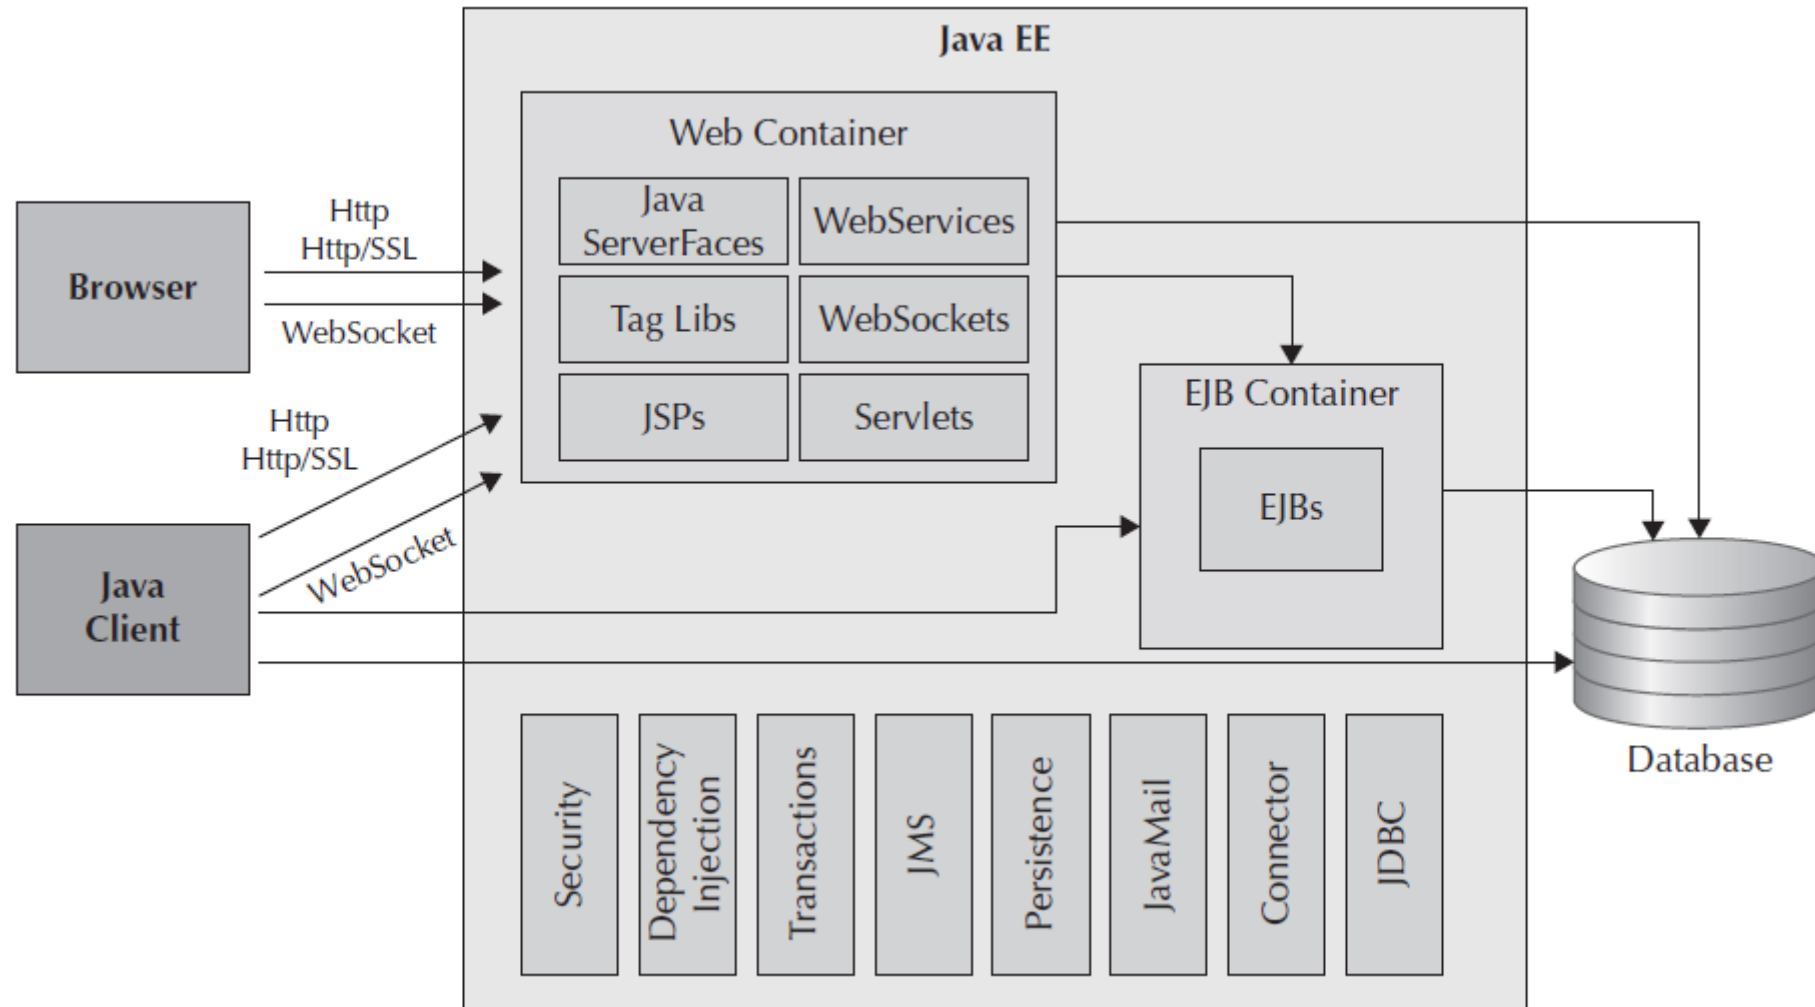 Java EE
Web Container
Java
ServerFaces
WebServices
Tag Libs
WebSockets
JSPs
Servlets
Http
Http/SSL
Browser
WebSocket
Http
Http/SSL
WebSocket
Java
Client
EJB Container
EJBs
Database
Security
Dependency
Injection
Transactions
JMS
Persistence
JavaMail
Connector
JDBC